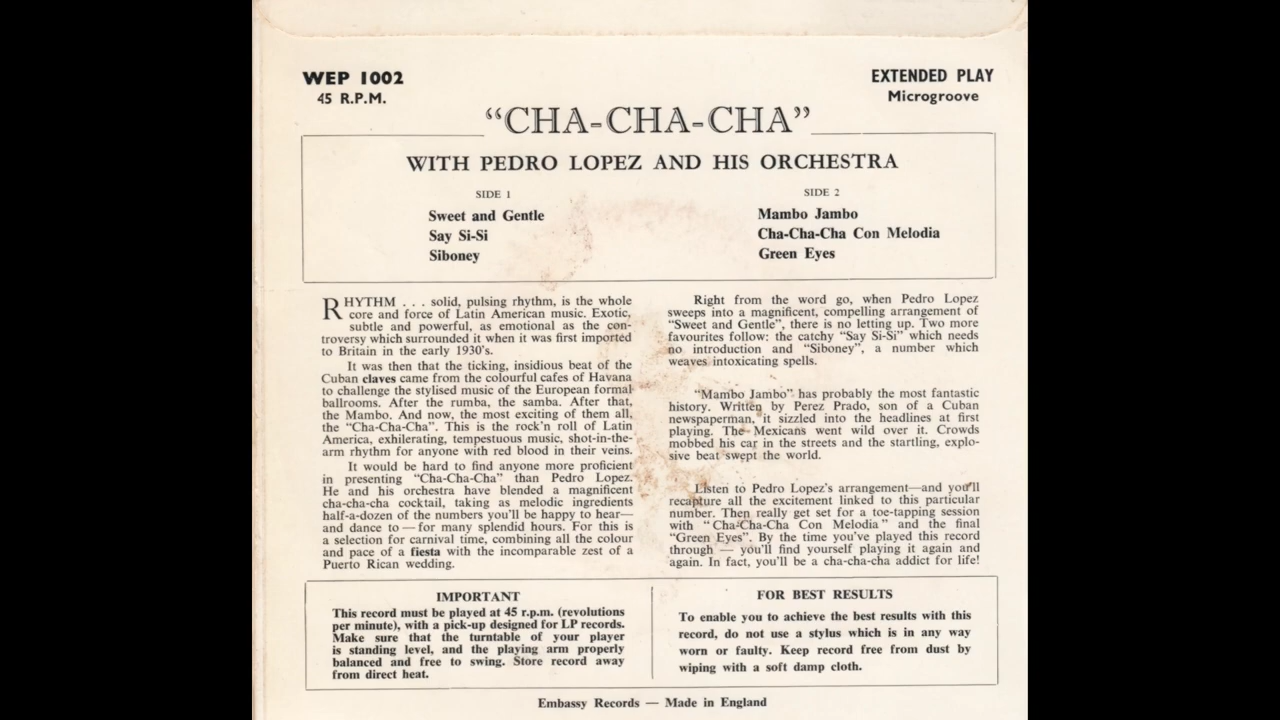 WEP 1002
45 R.P.M.
EXTENDED PLAY
Microgroove
“CHA-CHA-CHA”
WITH PEDRO LOPEZ AND HIS ORCHESTRA
SIDE 1
Sweet and Gentle
Say Si-Si
Siboney
SIDE 2
Mambo Jambo
Cha-Cha-Cha Con Melodia
Green Eyes
RHYTHM . . . solid, pulsing rhythm, is the whole
core and force of Latin American music. Exotic,
subtle and powerful, as emotional as the con-
troversy which surrounded it when it was first imported
to Britain in the early 1930’s.
It was then that the ticking, insidious beat of the
Cuban claves came from the colourful cafes of Havana
to challenge the stylised music of the European formal
ballrooms. After the rumba, the samba. After that,
the Mambo. And now, the most exciting of them all,
the “Cha-Cha-Cha”. This is the rock’n roll of Latin
America, exhilerating, tempestuous music, shot-in-the-
arm rhythm for anyone with red blood in their veins.
It would be hard to find anyone more proficient
in presenting “Cha-Cha-Cha” than Pedro Lopez.
He and his orchestra have blended a magnificent
cha-cha-cha cocktail, taking as melodic ingredients
half-a-dozen of the numbers you’ll be happy to hear—
and dance to — for many splendid hours. For this is
a selection for carnival time, combining all the colour
and pace of a fiesta with the incomparable zest of a
Puerto Rican wedding.
Right from the word go, when Pedro Lopez
sweeps into a magnificent, compelling arrangement of
“Sweet and Gentle”, there is no letting up. Two more
favourites follow: the catchy “Say Si-Si” which needs
no introduction and “Siboney”, a number which
weaves intoxicating spells.
“Mambo Jambo” has probably the most fantastic
history. Written by Perez Prado, son of a Cuban
newspaperman, it sizzled into the headlines at first
playing. The Mexicans went wild over it. Crowds
mobbed his car in the streets and the startling, explo-
sive beat swept the world.
Listen to Pedro Lopez’s arrangement—and you’ll
recapture all the excitement linked to this particular
number. Then really get set for a toe-tapping session
with “Cha-Cha-Cha Con Melodia” and the final
“Green Eyes”. By the time you’ve played this record
through — you’ll find yourself playing it again and
again. In fact, you’ll be a cha-cha-cha addict for life!
IMPORTANT
This record must be played at 45 r.p.m. (revolutions
per minute), with a pick-up designed for LP records.
Make sure that the turntable of your player
is standing level, and the playing arm properly
balanced and free to swing. Store record away
from direct heat.
FOR BEST RESULTS
To enable you to achieve the best results with this
record, do not use a stylus which is in any way
worn or faulty. Keep record free from dust by
wiping with a soft damp cloth.
Embassy Records — Made in England